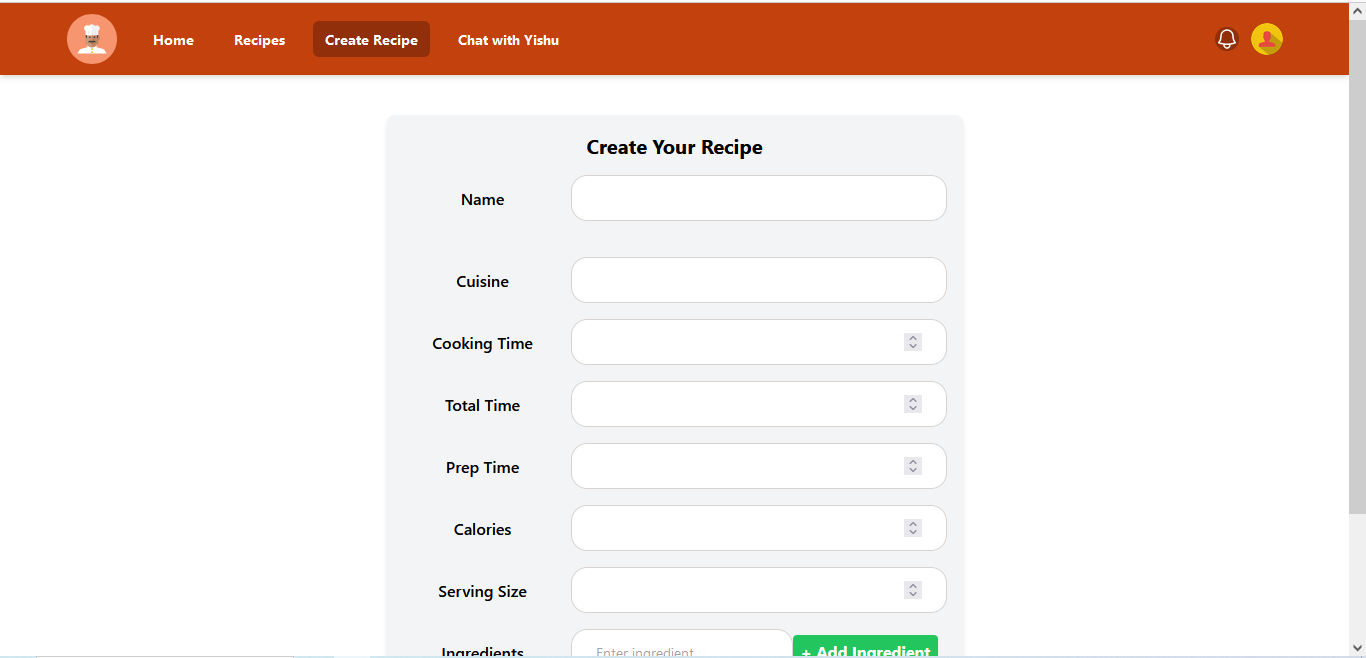 Home Recipes Create Recipe Chat with Yishu
Create Your Recipe
Name
Cuisine
Cooking Time
Total Time
Prep Time
Calories
Serving Size
Ingredients Enter ingredient + Add Ingredient